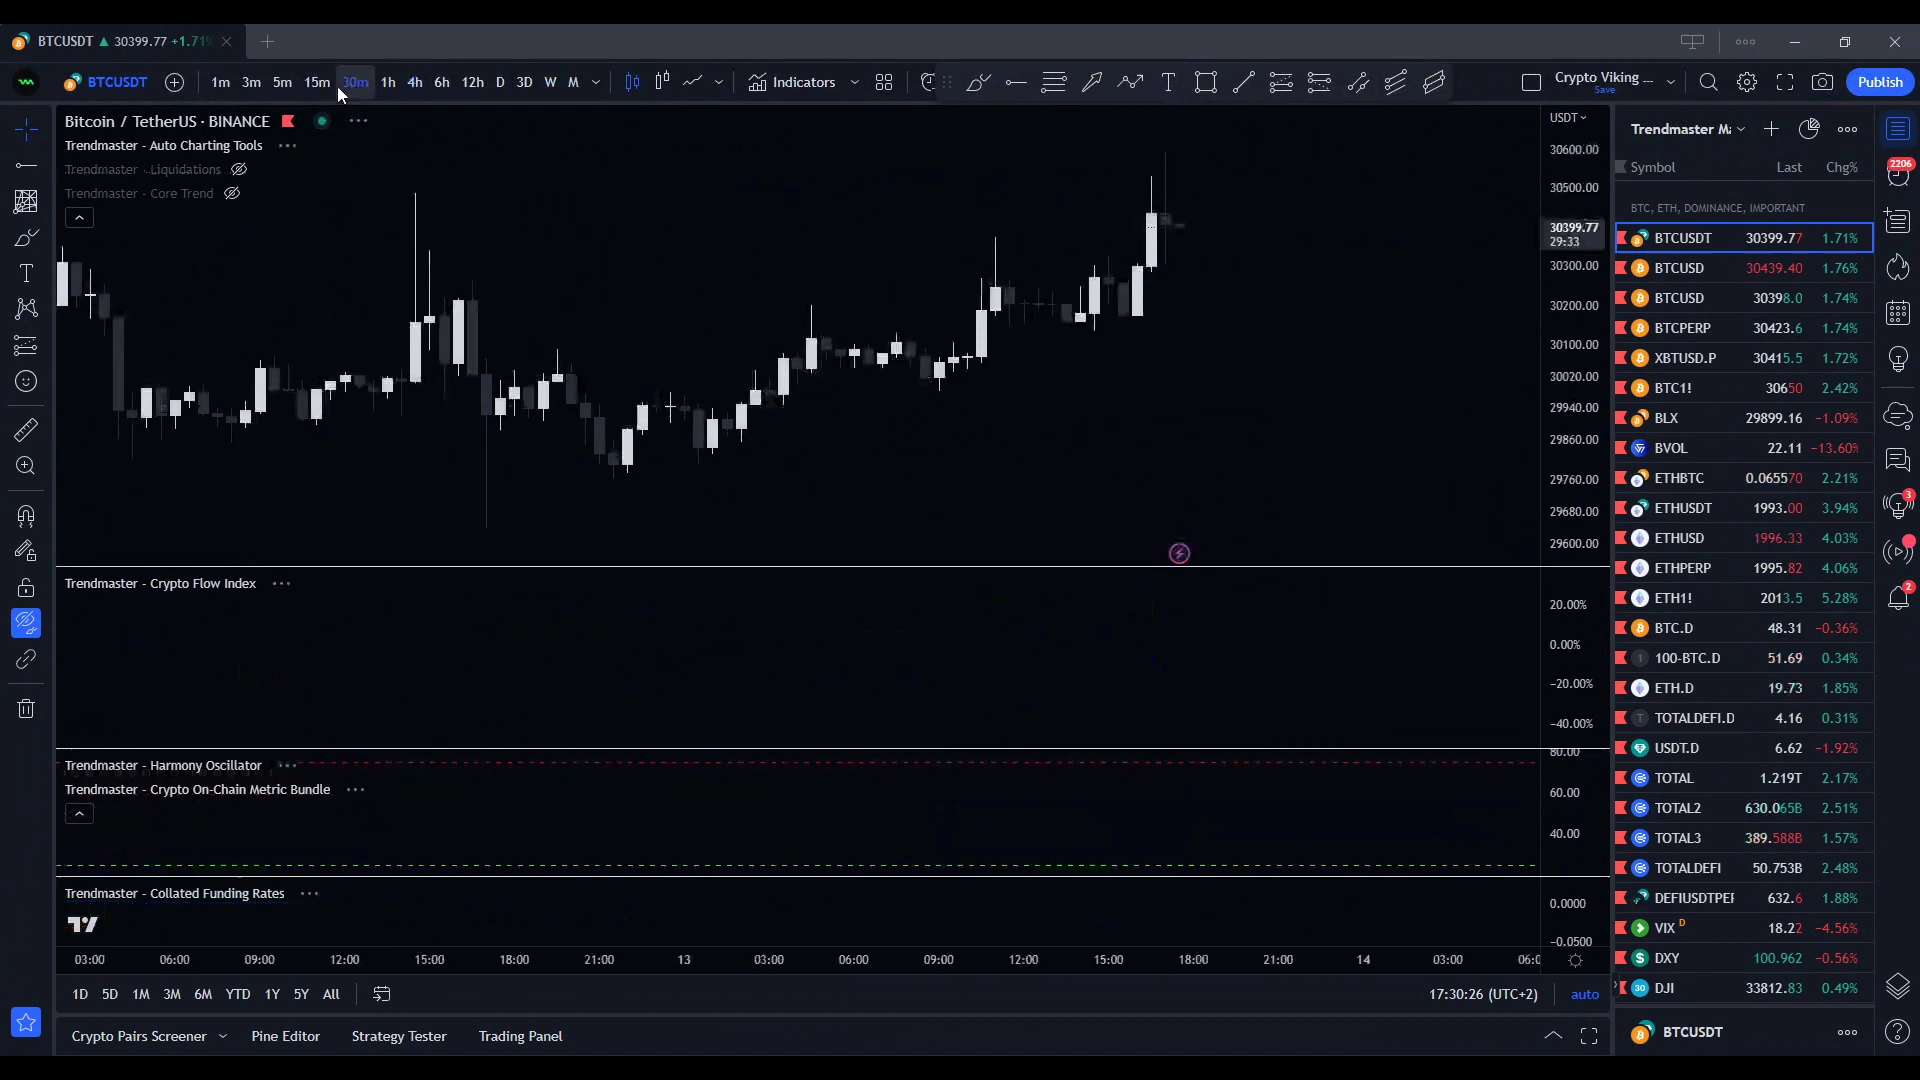 BTCUSDT ▲ 30399.77 +1.71%
BTCUSDT 1m 3m 5m 15m 30m 1h 4h 6h 12h D 3D W M Indicators Crypto Viking ... Save Publish
Bitcoin / TetherUS · BINANCE
Trendmaster - Auto Charting Tools
Trendmaster - Liquidations
Trendmaster - Core Trend
USDT
30600.00
30500.00
30399.77
29:33
30300.00
30200.00
30100.00
30020.00
29940.00
29860.00
29760.00
29680.00
29600.00
Trendmaster - Crypto Flow Index
20.00%
0.00%
−20.00%
−40.00%
Trendmaster - Harmony Oscillator
Trendmaster - Crypto On-Chain Metric Bundle
80.00
60.00
40.00
Trendmaster - Collated Funding Rates
0.0000
−0.0500
03:00 06:00 09:00 12:00 15:00 18:00 21:00 13 03:00 06:00 09:00 12:00 15:00 18:00 21:00 14 03:00 06:0
1D 5D 1M 3M 6M YTD 1Y 5Y All 17:30:26 (UTC+2) auto
Crypto Pairs Screener Pine Editor Strategy Tester Trading Panel
Trendmaster Ma
Symbol Last Chg%
BTC, ETH, DOMINANCE, IMPORTANT
BTCUSDT 30399.77 1.71%
BTCUSD 30439.40 1.76%
BTCUSD 30398.0 1.74%
BTCPERP 30423.6 1.74%
XBTUSD.P 30415.5 1.72%
BTC1! 30650 2.42%
BLX 29899.16 −1.09%
BVOL 22.11 −13.60%
ETHBTC 0.065570 2.21%
ETHUSDT 1993.00 3.94%
ETHUSD 1996.33 4.03%
ETHPERP 1995.82 4.06%
ETH1! 2013.5 5.28%
BTC.D 48.31 −0.36%
100-BTC.D 51.69 0.34%
ETH.D 19.73 1.85%
TOTALDEFI.D 4.16 0.31%
USDT.D 6.62 −1.92%
TOTAL 1.219T 2.17%
TOTAL2 630.065B 2.51%
TOTAL3 389.588B 1.57%
TOTALDEFI 50.753B 2.48%
DEFIUSDTPEF 632.6 1.88%
VIX D 18.22 −4.56%
DXY 100.962 −0.56%
DJI 33812.83 0.49%
BTCUSDT
2206
3
2